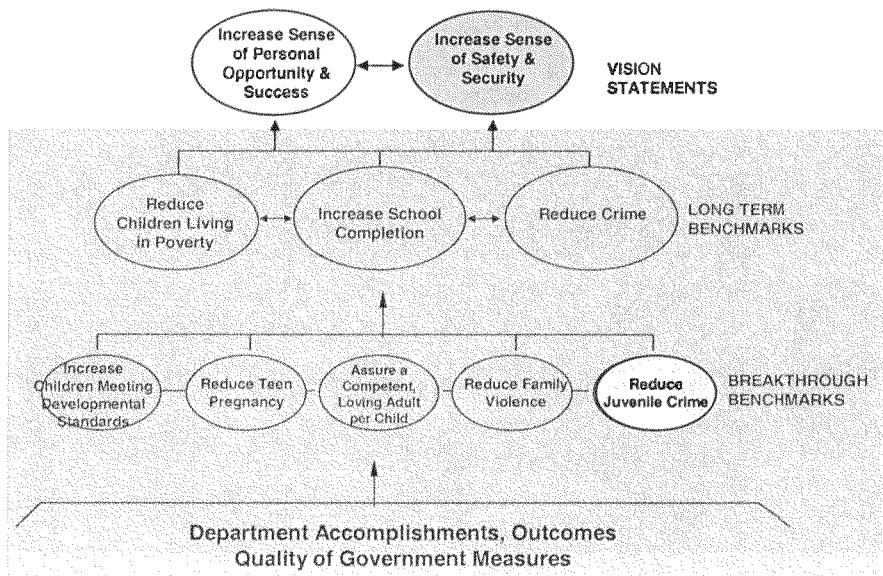 Increase Sense
of Personal
Opportunity &
Success
Increase Sense
of Safety &
Security
VISION
STATEMENTS
Reduce
Children Living
in Poverty
Increase School
Completion
Reduce Crime
LONG TERM
BENCHMARKS
Increase
Children Meeting
Developmental
Standards
Reduce Teen
Pregnancy
Assure a
Competent,
Loving Adult
per Child
Reduce Family
Violence
Reduce
Juvenile Crime
BREAKTHROUGH
BENCHMARKS
Department Accomplishments, Outcomes
Quality of Government Measures